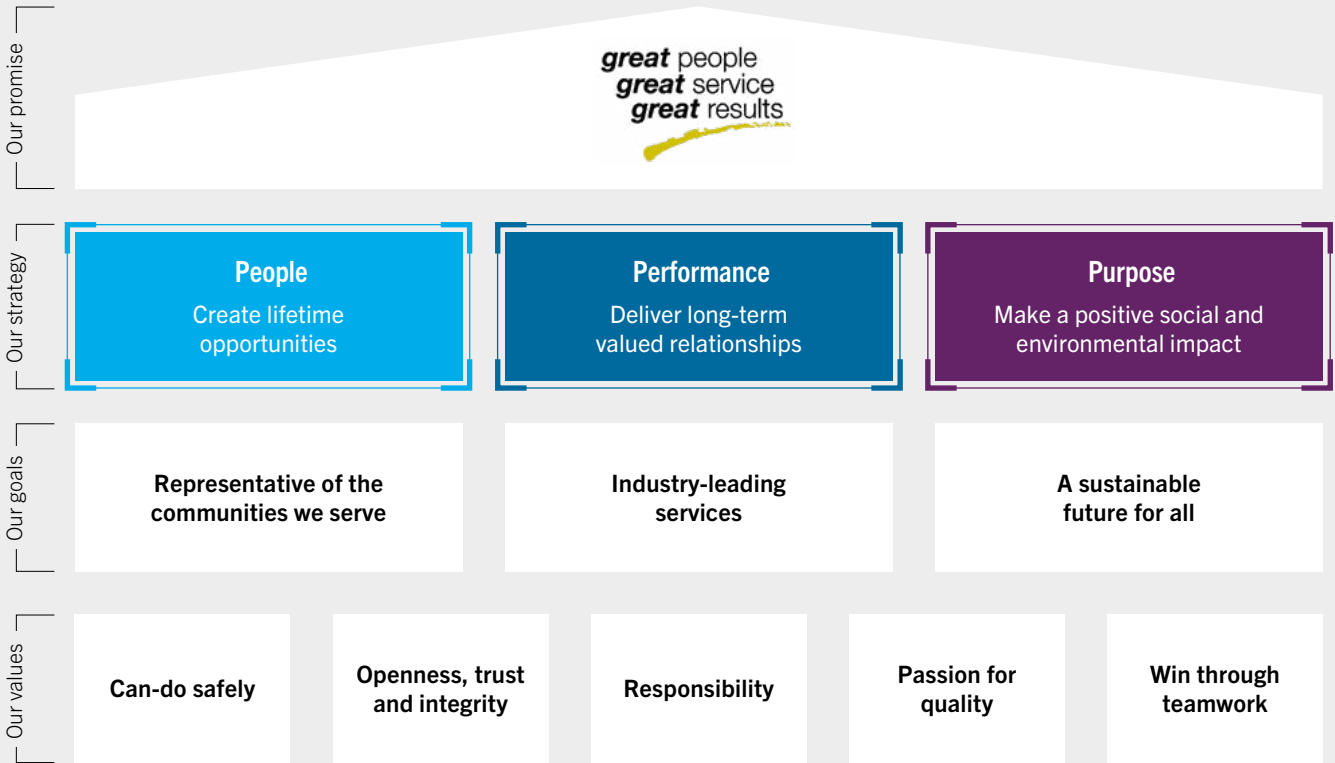 Our promise
great people
great service
great results
Our strategy
People
Create lifetime
opportunities
Performance
Deliver long-term
valued relationships
Purpose
Make a positive social and
environmental impact
Our goals
Representative of the
communities we serve
Industry-leading
services
A sustainable
future for all
Our values
Can-do safely
Openness, trust
and integrity
Responsibility
Passion for
quality
Win through
teamwork